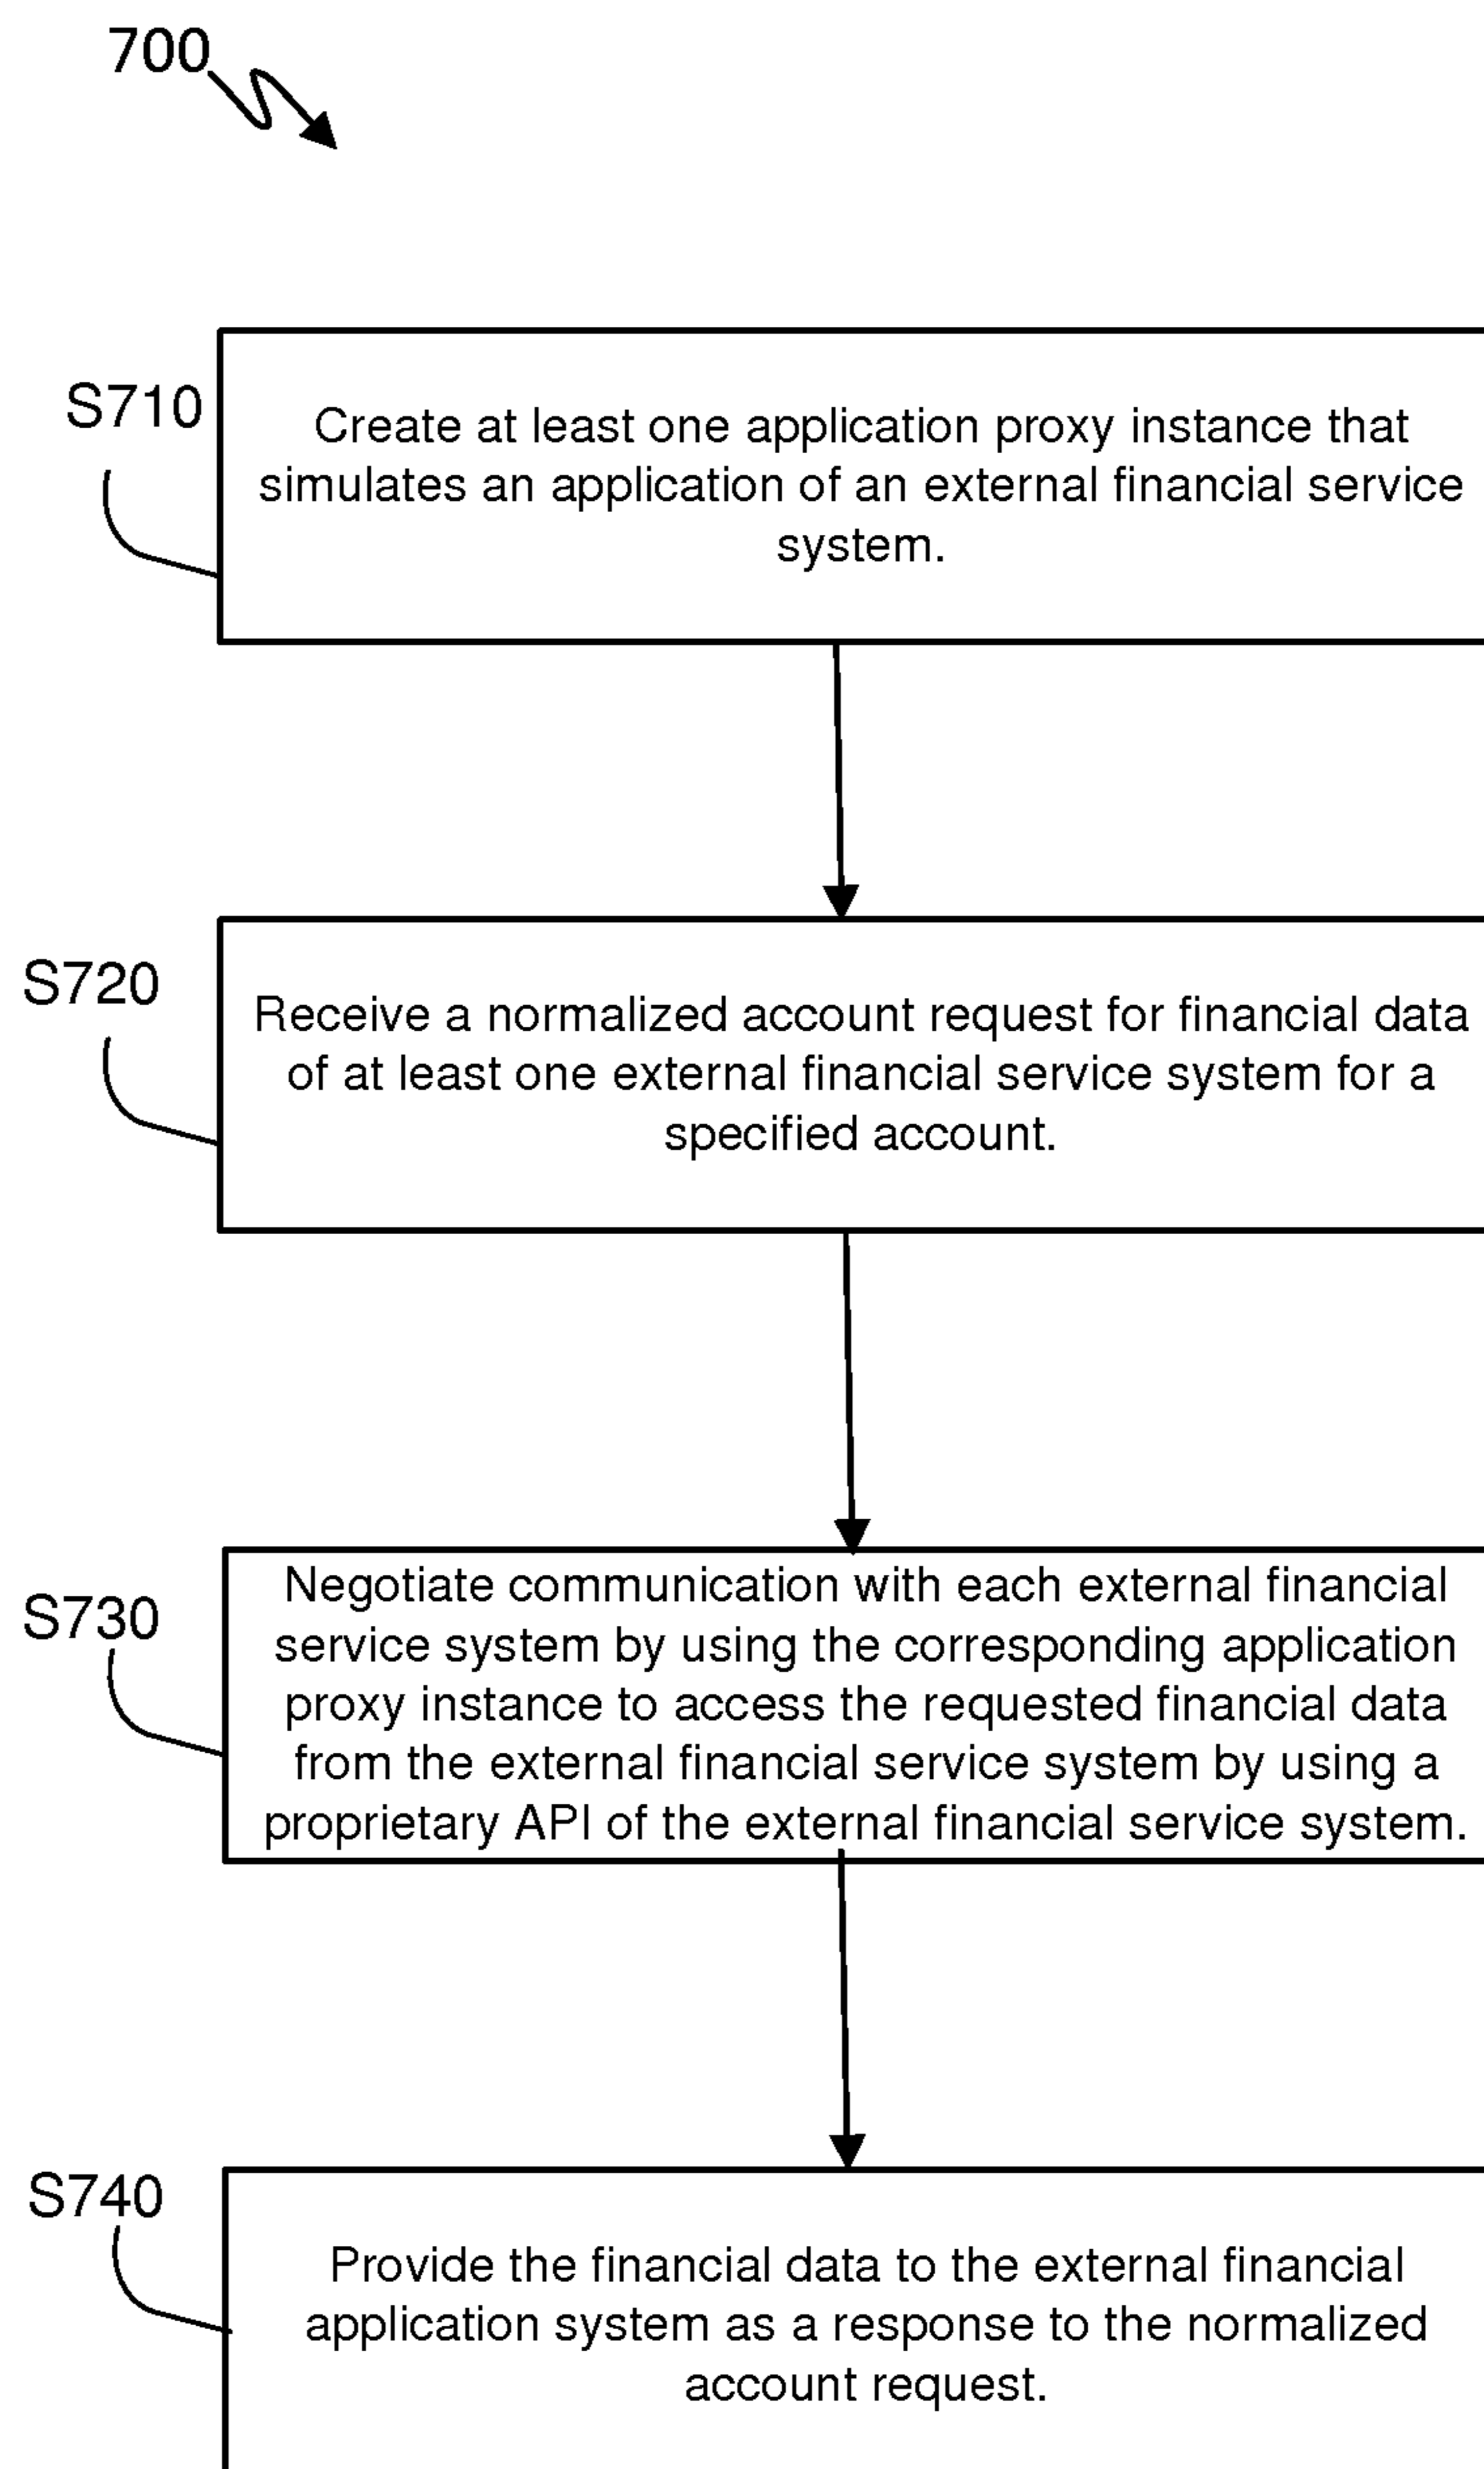 700
S710
Create at least one application proxy instance that
simulates an application of an external financial service
system.
S720
Receive a normalized account request for financial data
of at least one external financial service system for a
specified account.
S730
Negotiate communication with each external financial
service system by using the corresponding application
proxy instance to access the requested financial data
from the external financial service system by using a
proprietary API of the external financial service system.
S740
Provide the financial data to the external financial
application system as a response to the normalized
account request.